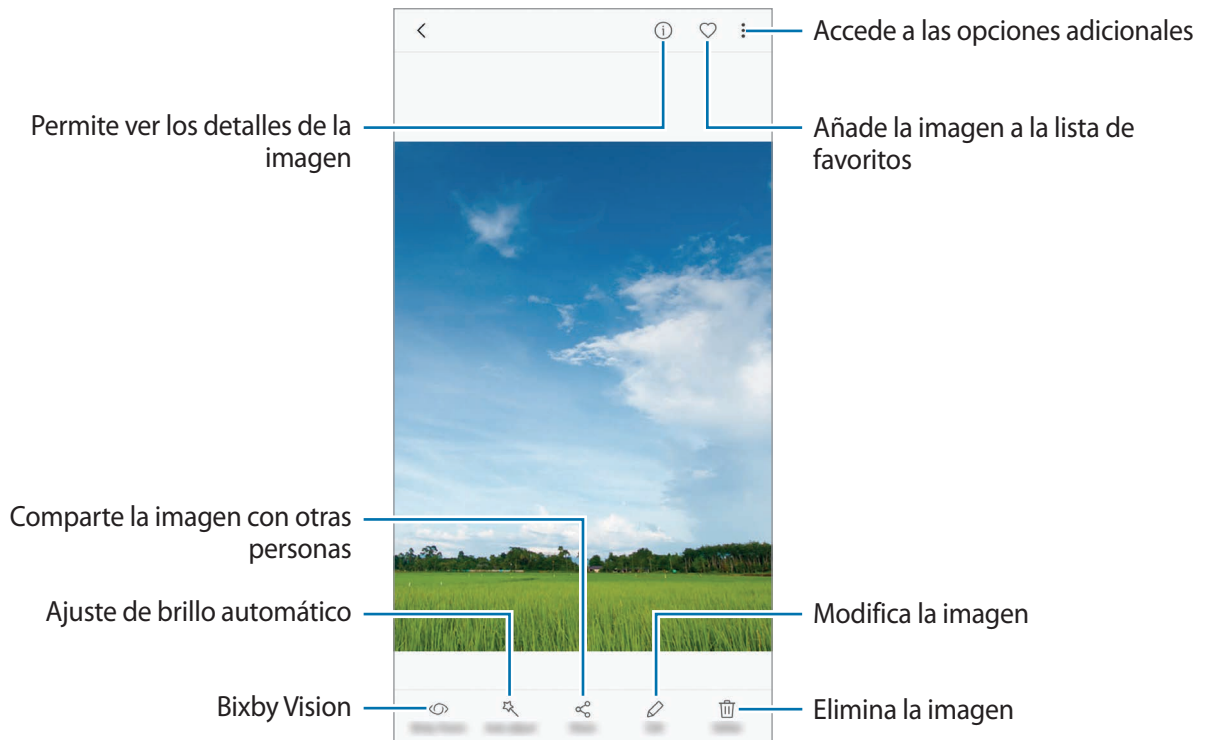 Accede a las opciones adicionales
Permite ver los detalles de la
imagen
Añade la imagen a la lista de
favoritos
Comparte la imagen con otras
personas
Ajuste de brillo automático
Modifica la imagen
Bixby Vision
Elimina la imagen